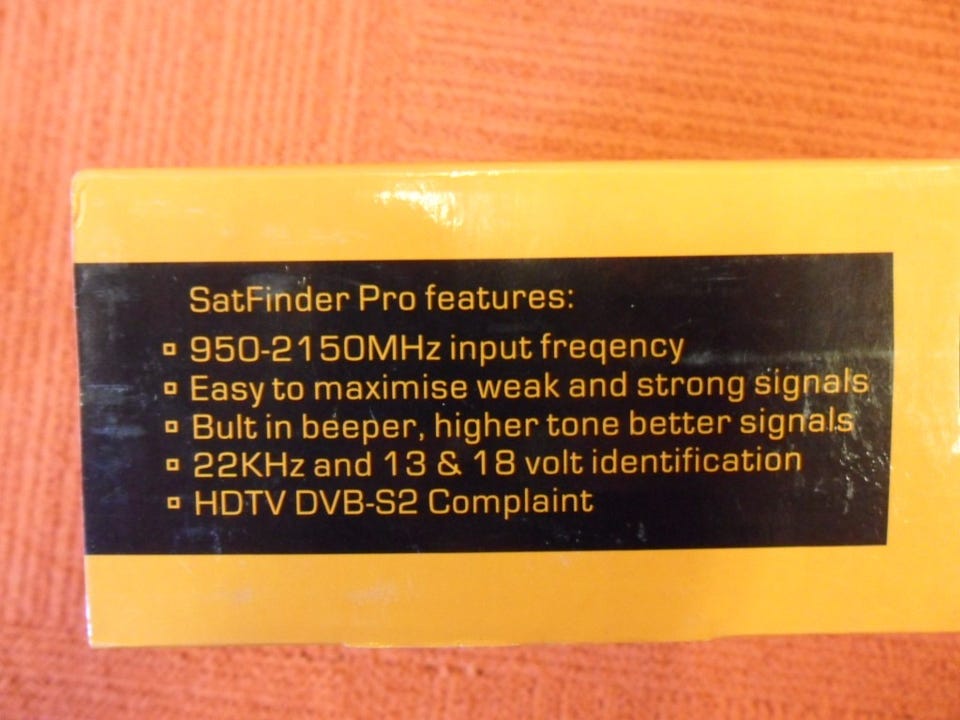 SatFinder Pro features:
▫ 950-2150MHz input freqency
▫ Easy to maximise weak and strong signals
▫ Bult in beeper, higher tone better signals
▫ 22KHz and 13 & 18 volt identification
▫ HDTV DVB-S2 Complaint